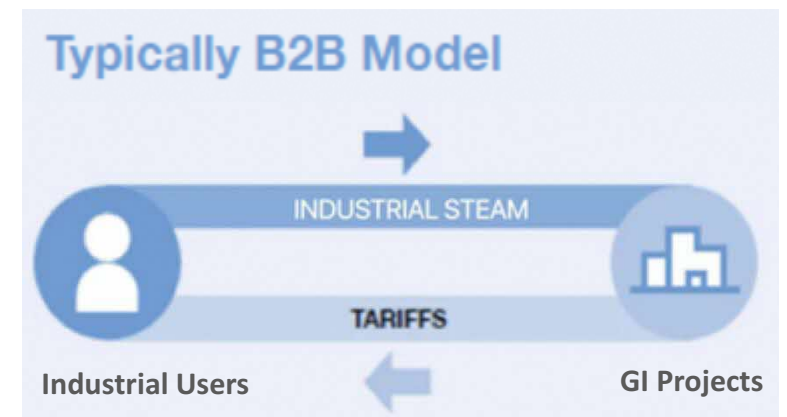 Typically B2B Model
INDUSTRIAL STEAM
TARIFFS
Industrial Users
GI Projects